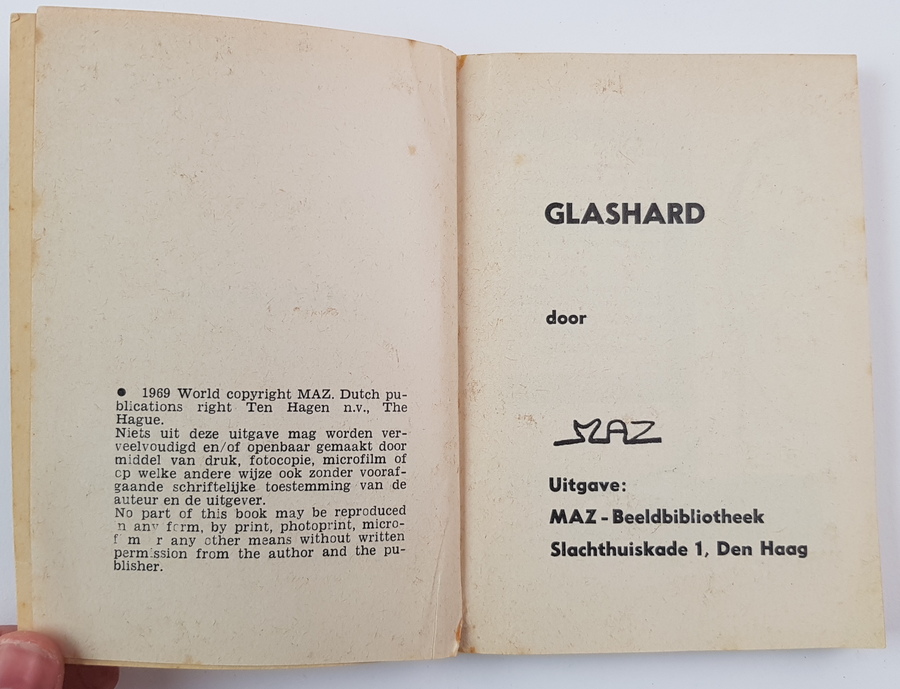 ● 1969 World copyright MAZ. Dutch pu-
blications right Ten Hagen n.v., The
Hague.
Niets uit deze uitgave mag worden ver-
veelvoudigd en/of openbaar gemaakt door
middel van druk, fotocopie, microfilm of
op welke andere wijze ook zonder vooraf-
gaande schriftelijke toestemming van de
auteur en de uitgever.
No part of this book may be reproduced
n any form, by print, photoprint, micro-
f m r any other means without written
permission from the author and the pu-
blisher.
GLASHARD
door
MAZ
Uitgave:
MAZ-Beeldbibliotheek
Slachthuiskade 1, Den Haag